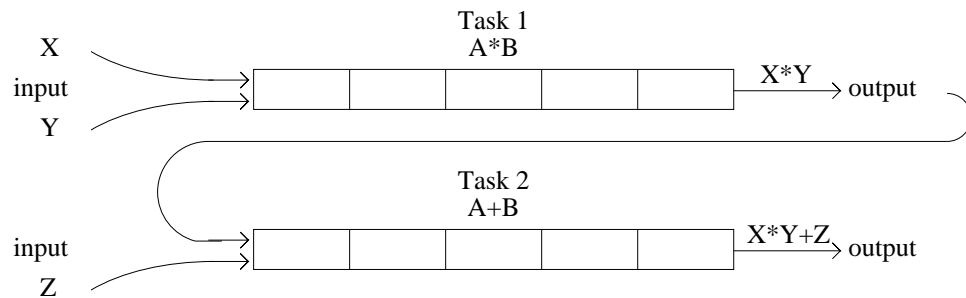 Task 1
A*B
X
input
Y
X*Y
output
Task 2
A+B
input
Z
X*Y+Z
output